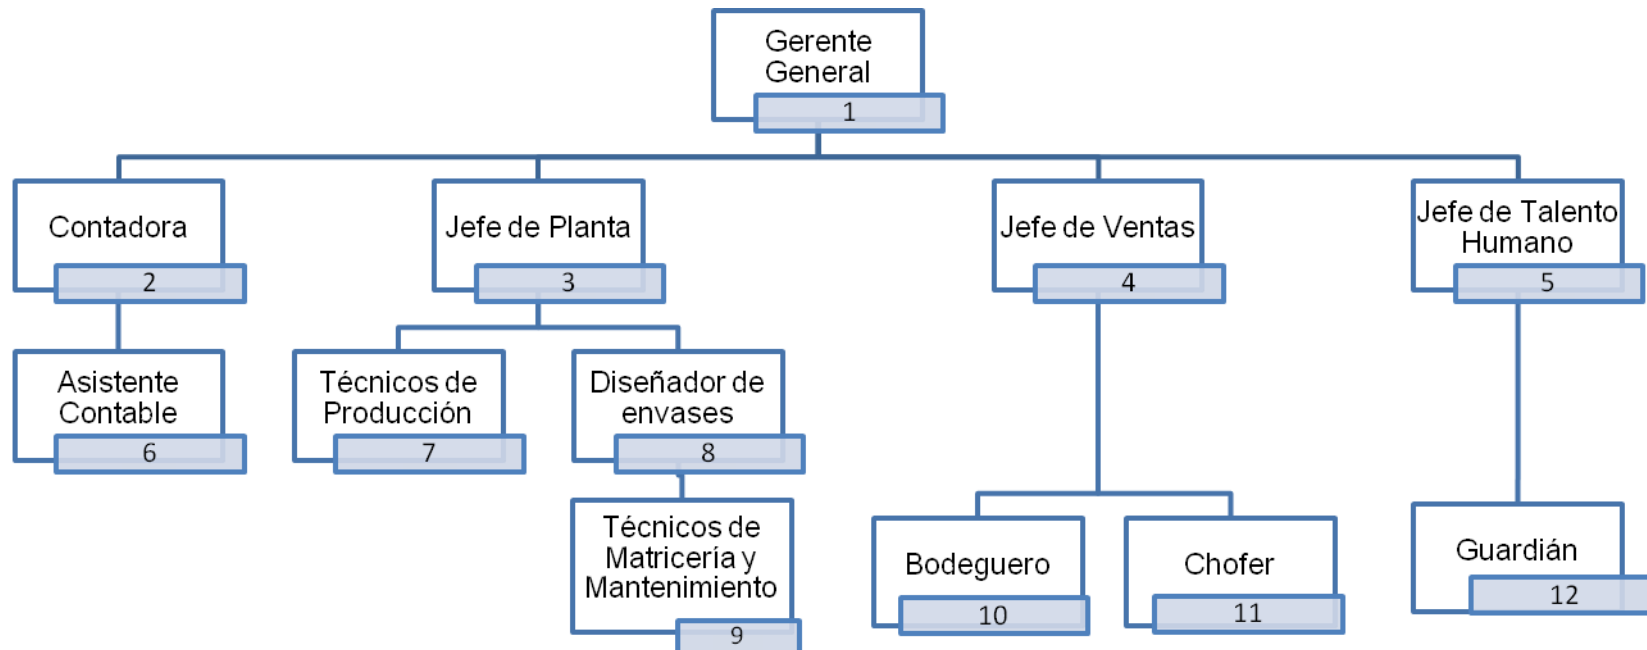 Gerente
General
1
Contadora
2
Jefe de Planta
3
Jefe de Ventas
4
Jefe de Talento
Humano
5
Asistente
Contable
6
Técnicos de
Producción
7
Diseñador de
envases
8
Técnicos de
Matricería y
Mantenimiento
9
Bodeguero
10
Chofer
11
Guardián
12